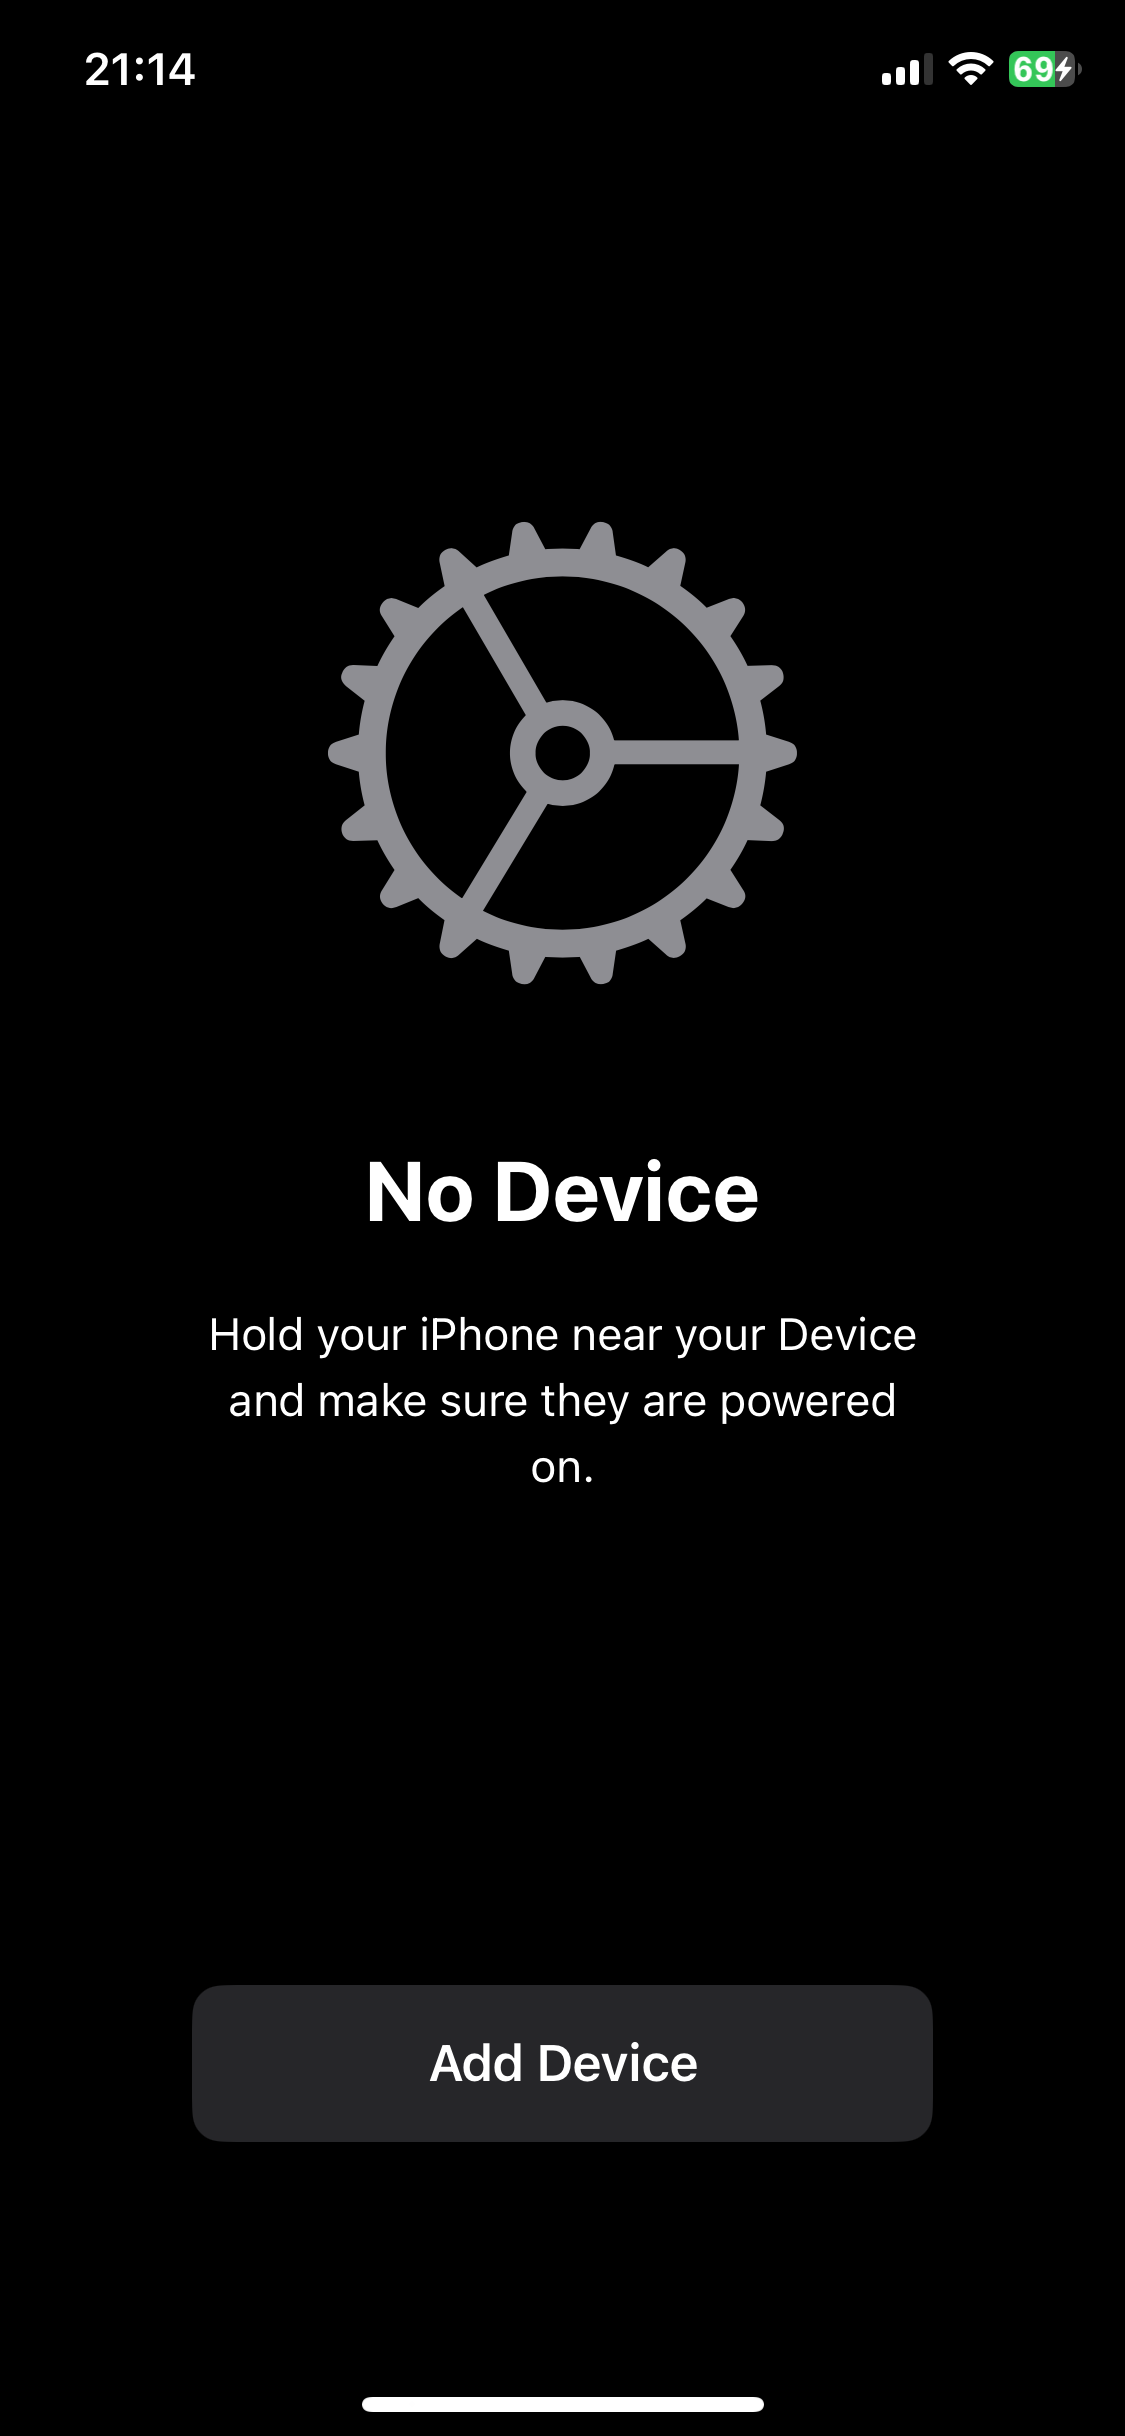 21:14
69
No Device
Hold your iPhone near your Device
and make sure they are powered
on.
Add Device